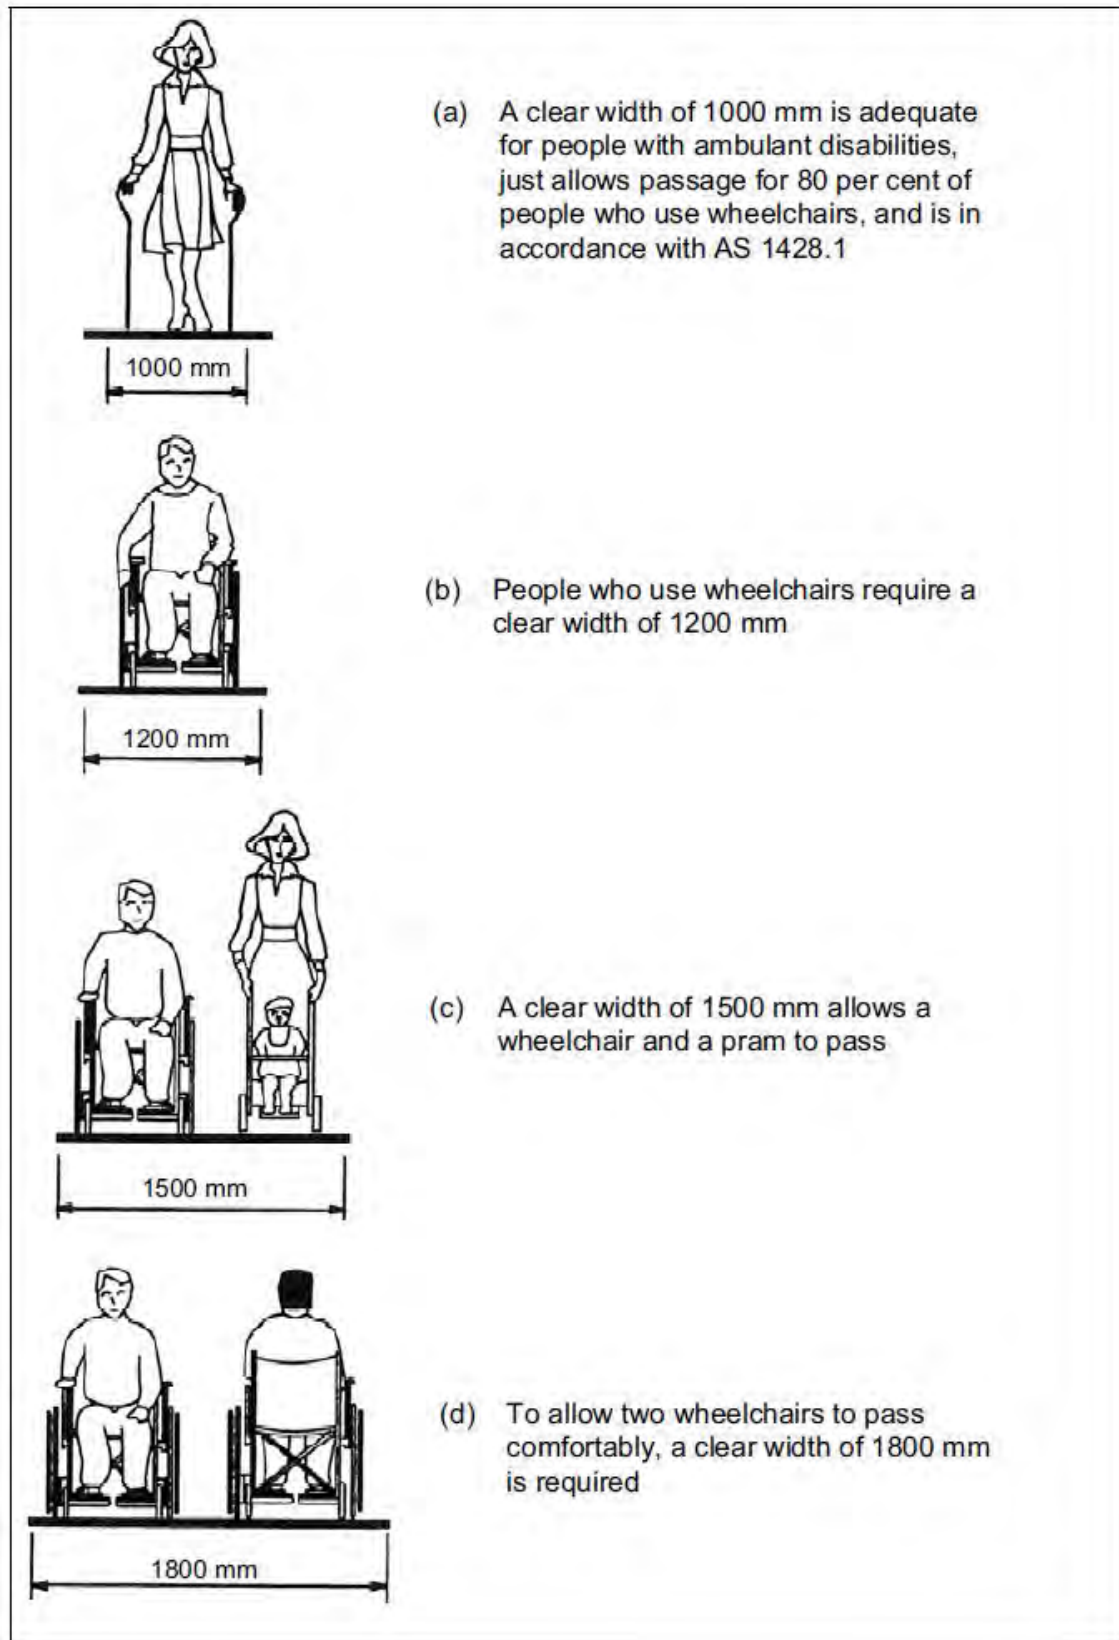 (a) A clear width of 1000 mm is adequate
for people with ambulant disabilities,
just allows passage for 80 per cent of
people who use wheelchairs, and is in
accordance with AS 1428.1
1000 mm
(b) People who use wheelchairs require a
clear width of 1200 mm
1200 mm
(c) A clear width of 1500 mm allows a
wheelchair and a pram to pass
1500 mm
(d) To allow two wheelchairs to pass
comfortably, a clear width of 1800 mm
is required
1800 mm